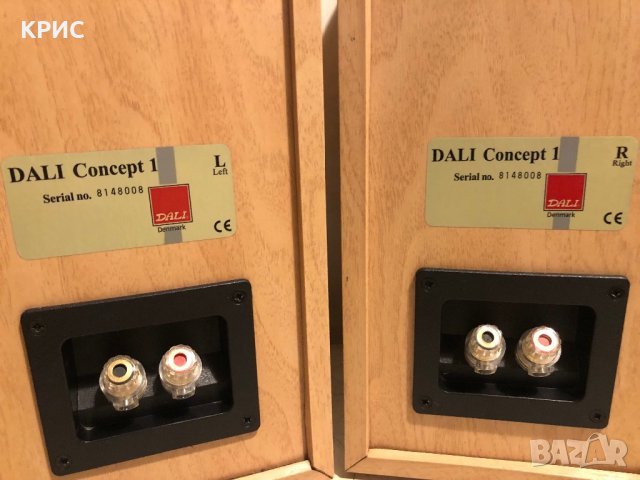 КРИС
DALI Concept 1
L
Left
Serial no. 8148008
DALI
Denmark
CE
DALI Concept 1
R
Right
Serial no. 8148008
DALI
Denmark
CE
BAZAR